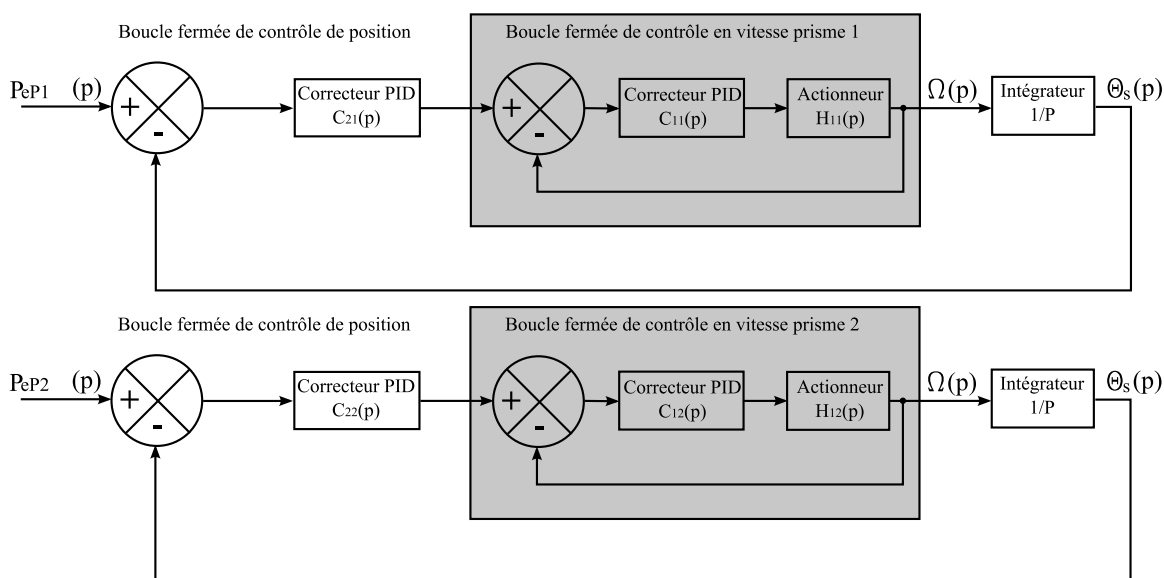 Boucle fermée de contrôle de position
Boucle fermée de contrôle en vitesse prisme 1
PeP1 (p)
+
-
Correcteur PID
C21(p)
+
-
Correcteur PID
C11(p)
Actionneur
H11(p)
Ω(p)
Intégrateur
1/P
Θs(p)
Boucle fermée de contrôle de position
Boucle fermée de contrôle en vitesse prisme 2
PeP2 (p)
+
-
Correcteur PID
C22(p)
+
-
Correcteur PID
C12(p)
Actionneur
H12(p)
Ω(p)
Intégrateur
1/P
Θs(p)